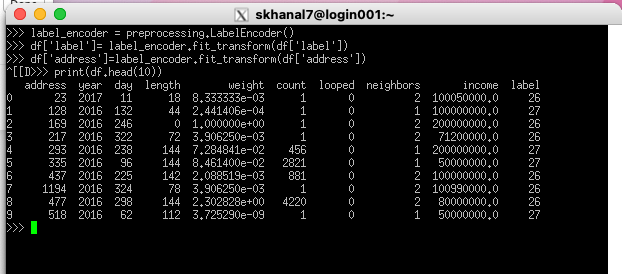 skhanal7@login001:~
>>> label_encoder = preprocessing.LabelEncoder()
>>> df['label']= label_encoder.fit_transform(df['label'])
>>> df['address']=label_encoder.fit_transform(df['address'])
^[[D>>> print(df.head(10))
   address  year  day  length        weight  count  looped  neighbors       income  label
0       23  2017   11      18  8.333333e-03      1       0          2  100050000.0     26
1      128  2016  132      44  2.441406e-04      1       0          1  100000000.0     27
2      169  2016  246       0  1.000000e+00      1       0          2  200000000.0     26
3      217  2016  322      72  3.906250e-03      1       0          2   71200000.0     26
4      293  2016  238     144  7.284841e-02    456       0          1  200000000.0     27
5      335  2016   96     144  8.461400e-02   2821       0          1   50000000.0     27
6      437  2016  225     142  2.088519e-03    881       0          2  100000000.0     26
7     1194  2016  324      78  3.906250e-03      1       0          2  100990000.0     26
8      477  2016  298     144  2.302828e+00   4220       0          2   80000000.0     26
9      518  2016   62     112  3.725290e-09      1       0          1   50000000.0     27
>>>